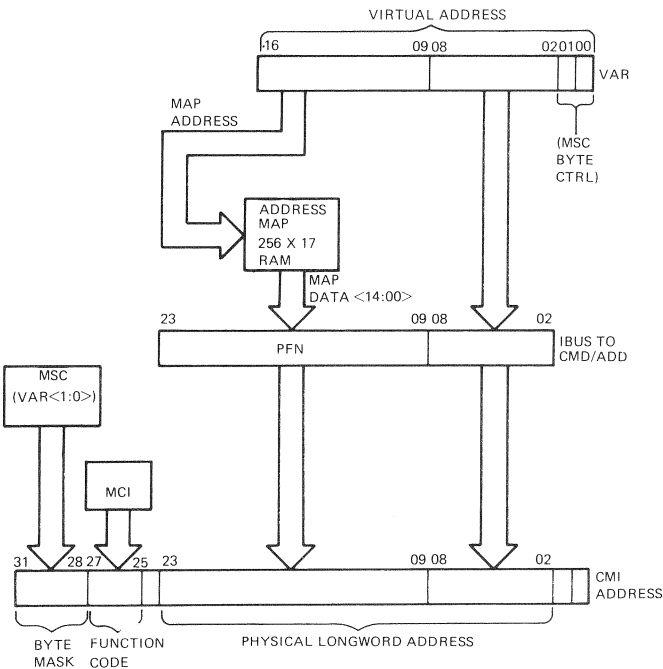 VIRTUAL ADDRESS
16 09 08 02 01 00
VAR
MAP
ADDRESS
(MSC
BYTE
CTRL)
ADDRESS
MAP
256 X 17
RAM
MAP
DATA <14:00>
23 09 08 02
PFN
IBUS TO
CMD/ADD
MSC
(VAR<1:0>)
MCI
31 28 27 25 23 09 08 02
CMI
ADDRESS
BYTE
MASK
FUNCTION
CODE
PHYSICAL LONGWORD ADDRESS